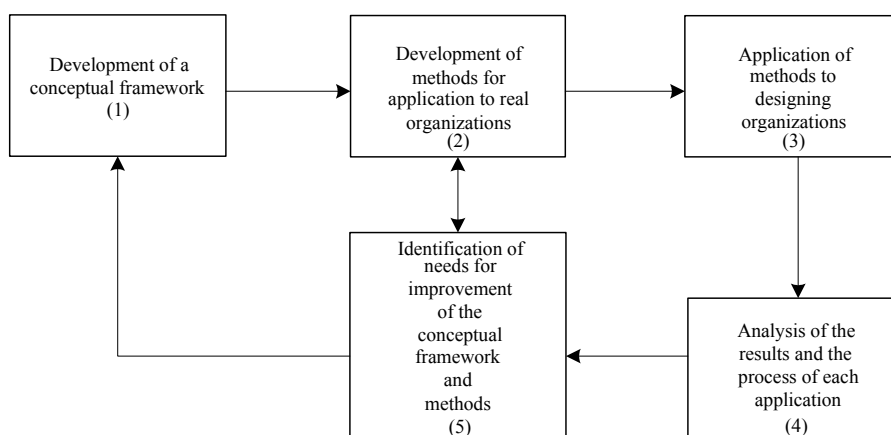 Development of a
conceptual framework
(1)
Development of
methods for
application to real
organizations
(2)
Application of
methods to
designing
organizations
(3)
Identification of
needs for
improvement
of the
conceptual
framework
and
methods
(5)
Analysis of the
results and the
process of each
application
(4)